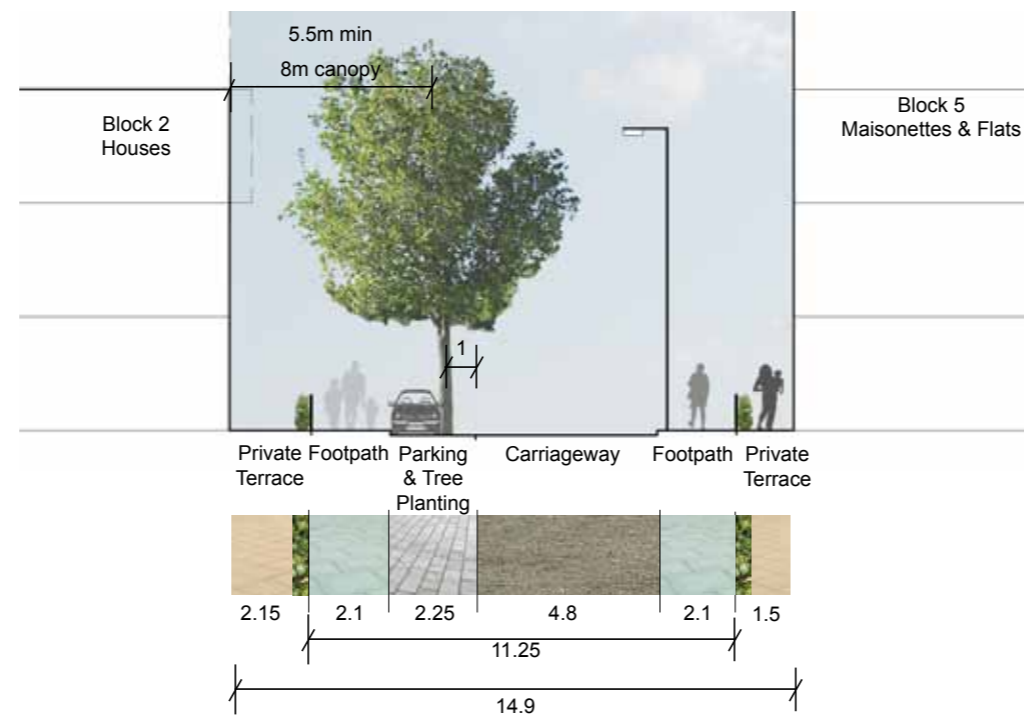 5.5m min
8m canopy
Block 2
Houses
Block 5
Maisonettes & Flats
1
Private
Terrace
Footpath
Parking
& Tree
Planting
Carriageway
Footpath
Private
Terrace
2.15
2.1
2.25
4.8
2.1
1.5
11.25
14.9